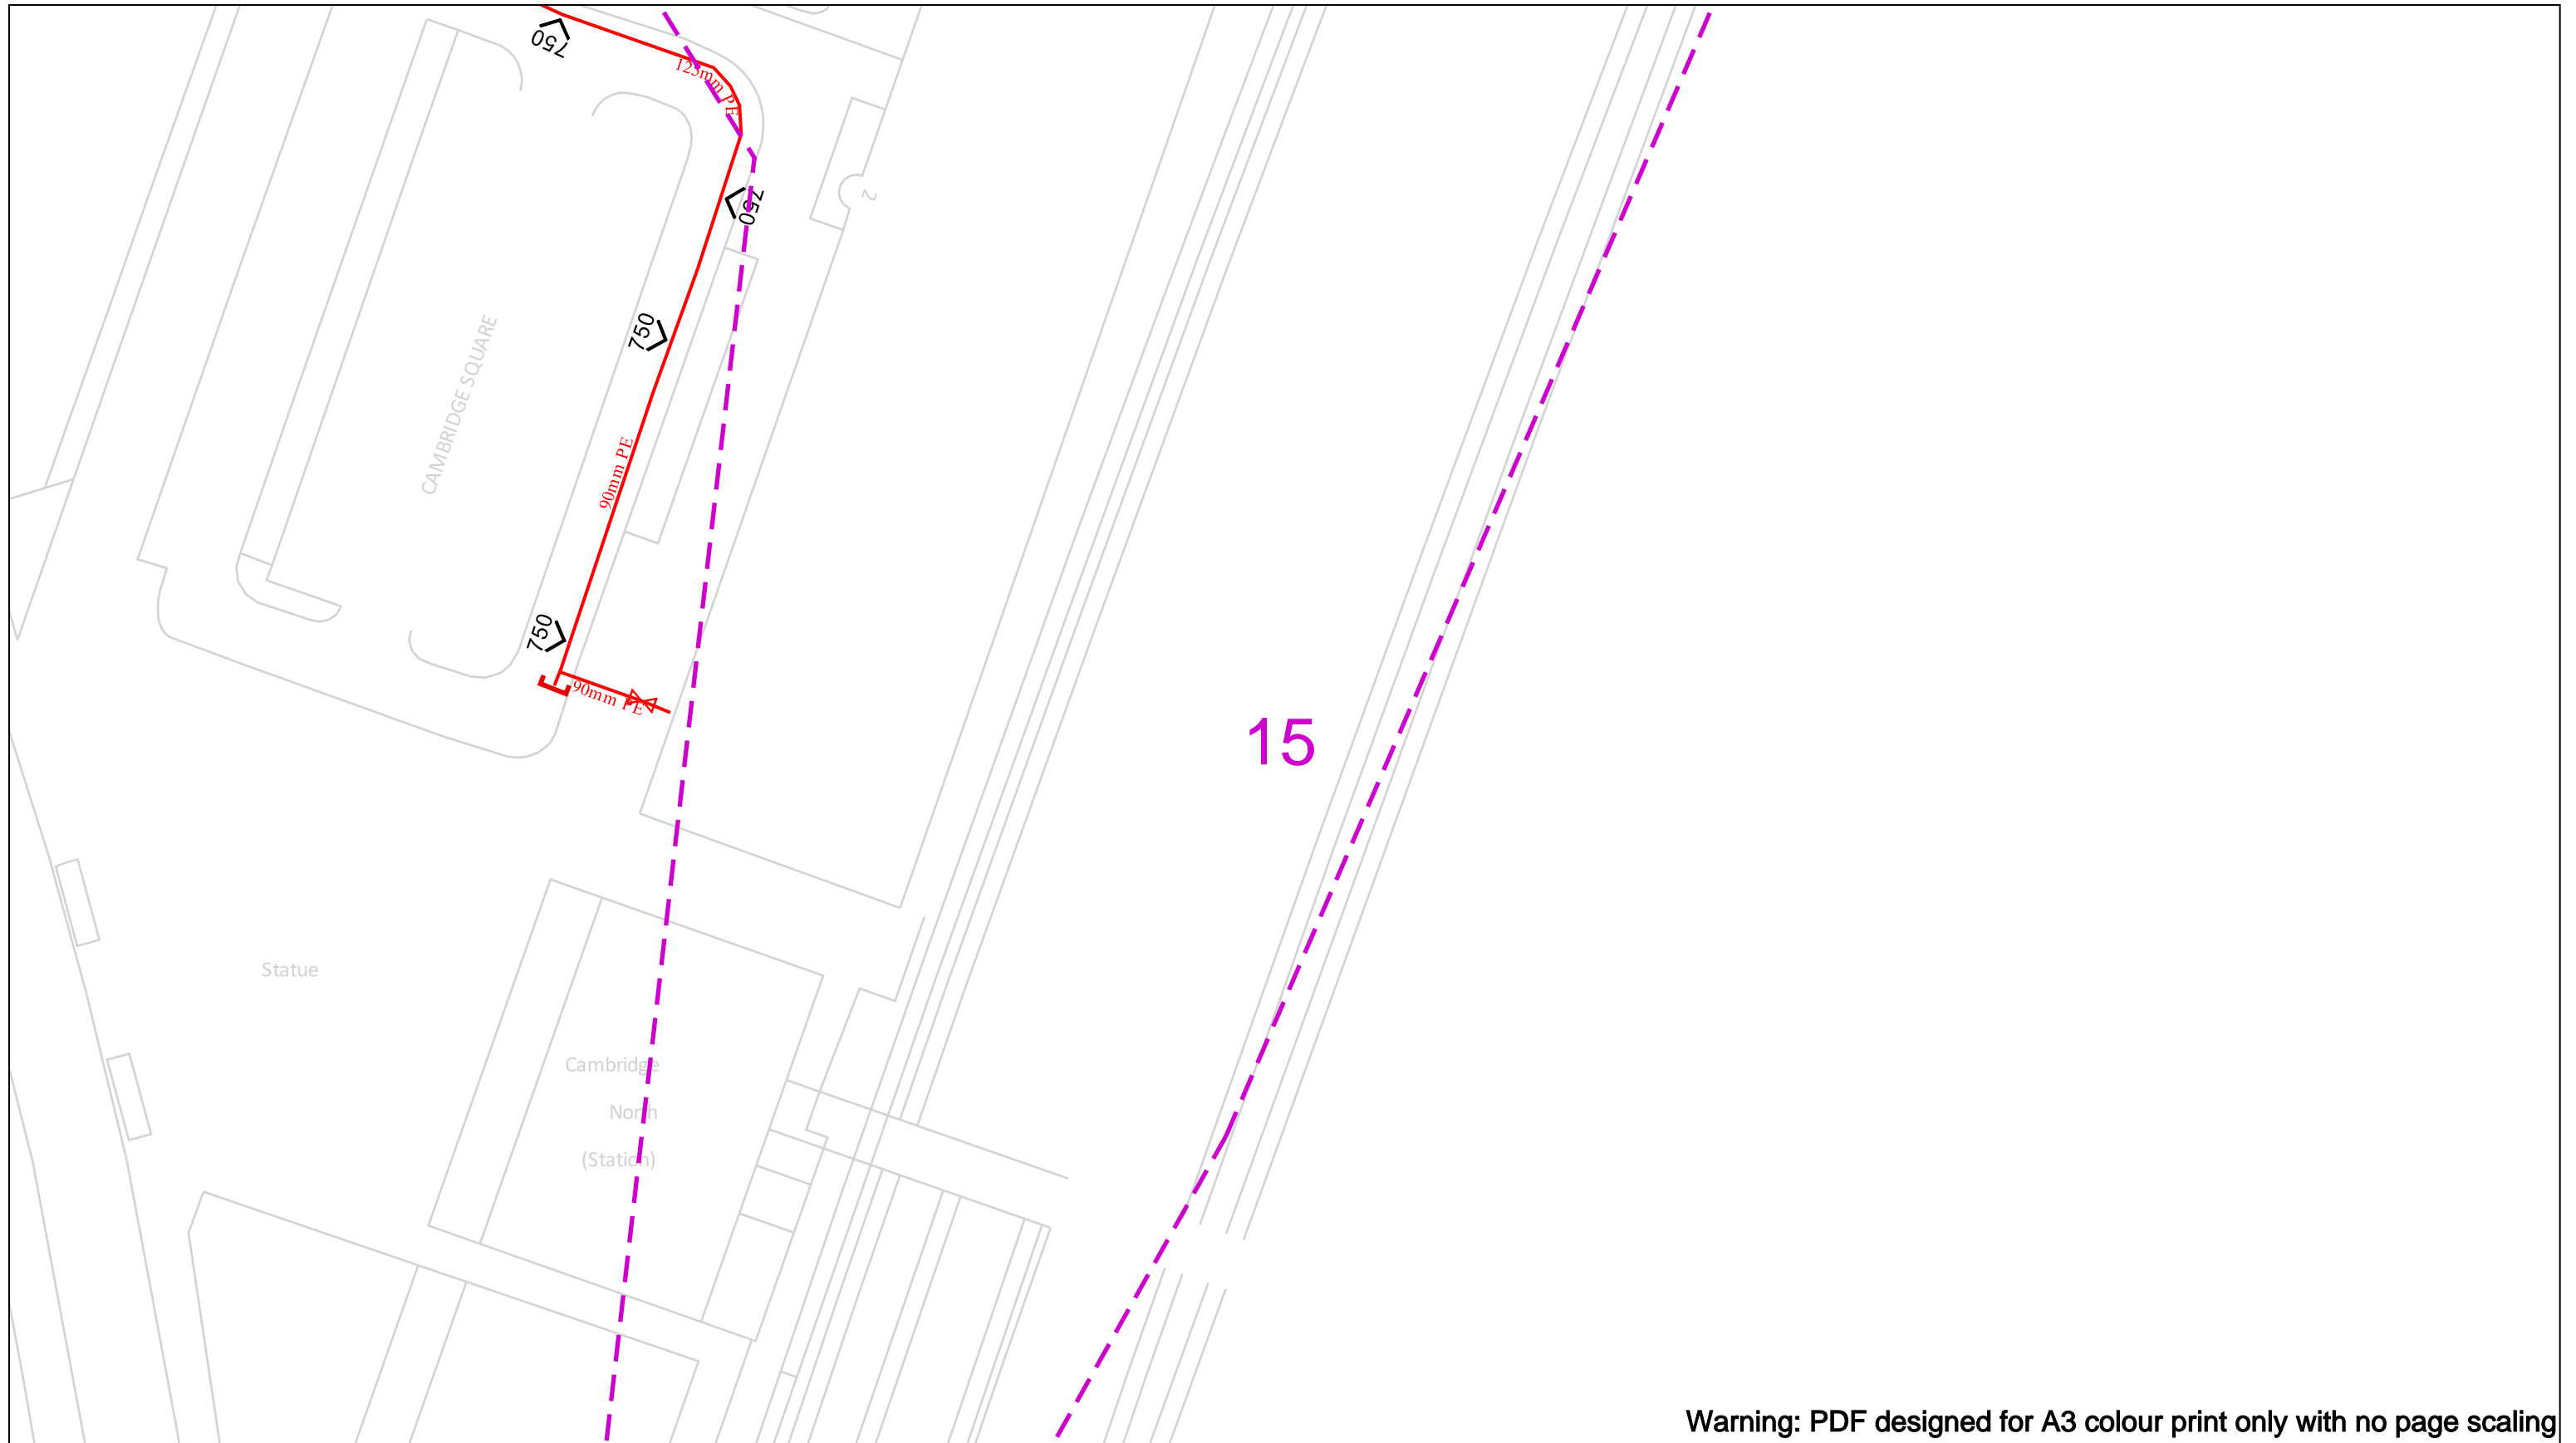 750
125mm PE
750
2
750
CAMBRIDGE SQUARE
90mm PE
750
90mm PE
15
Statue
Cambridge
North
(Station)
Warning: PDF designed for A3 colour print only with no page scaling